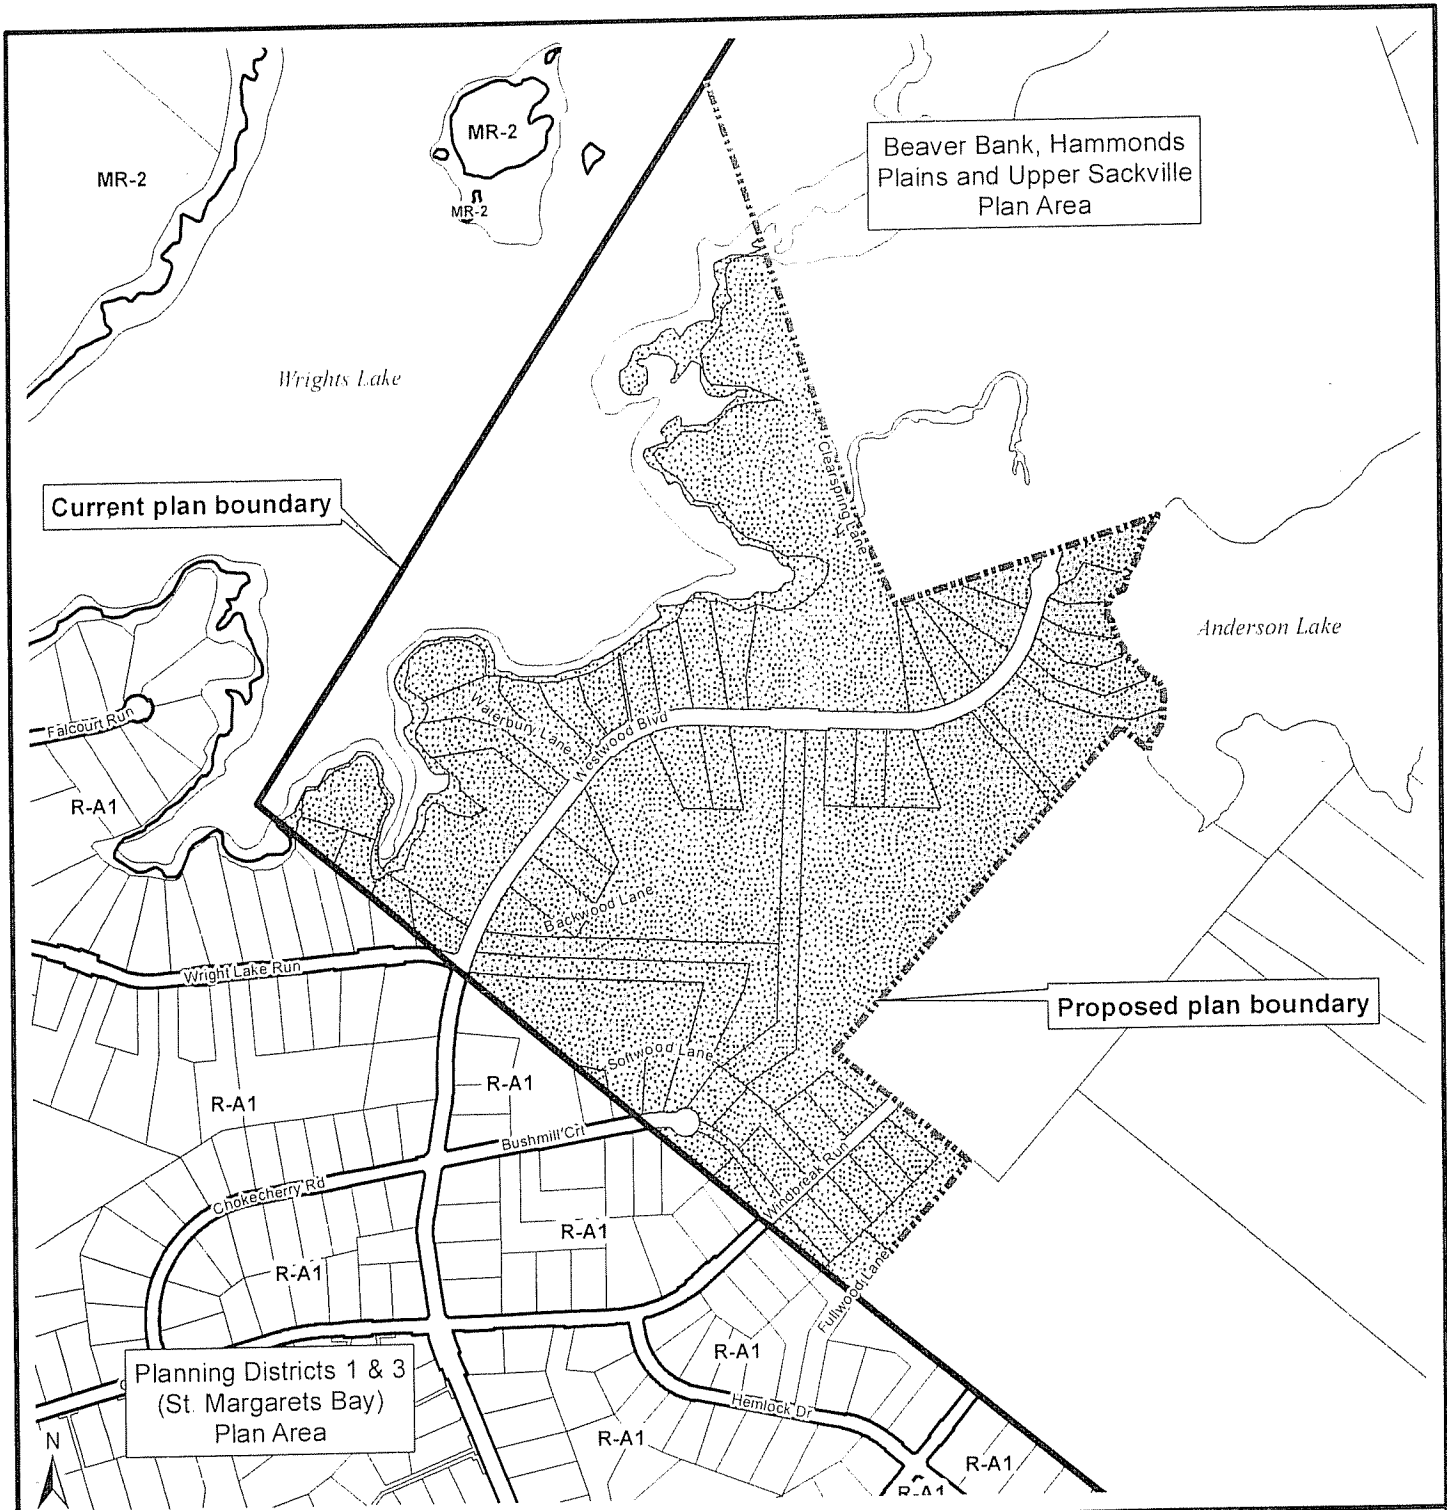 MR-2
MR-2
MR-2
Beaver Bank, Hammonds
Plains and Upper Sackville
Plan Area
Wrights Lake
Clearspring Lane
Current plan boundary
Anderson Lake
Falcourt Run
R-A1
Waterbury Lane
Westwood Blvd
Backwood Lane
Wright Lake Run
Proposed plan boundary
Softwood Lane
R-A1
R-A1
Bushmill Crt
Chokecherry Rd
Windbreak Run
R-A1
R-A1
Fullwood Lane
R-A1
Planning Districts 1 & 3
(St. Margarets Bay)
Plan Area
Hemlock Dr
N
R-A1
R-A1
R-A1